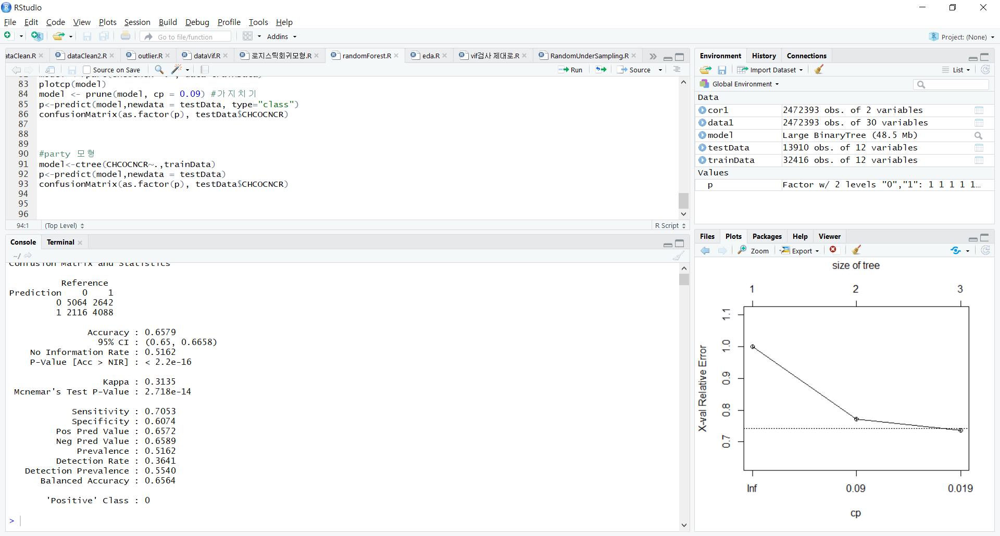 RStudio
File Edit Code View Plots Session Build Debug Profile Tools Help
Go to file/function Addins Project: (None)
ataClean.R dataClean2.R outlier.R dataVif.R 로지스틱회귀모형.R randomForest.R eda.R vif검사 제대로.R RandomUnderSampling.R
Source on Save Run Source
83 plotcp(model)
84 model <- prune(model, cp = 0.09) #가지치기
85 p<-predict(model,newdata = testData, type="class")
86 confusionMatrix(as.factor(p), testData$CHCOCNCR)
87
88
89
90 #party 모형
91 model<-ctree(CHCOCNCR~.,trainData)
92 p<-predict(model,newdata = testData)
93 confusionMatrix(as.factor(p), testData$CHCOCNCR)
94
95
96
94:1 (Top Level) R Script
Console Terminal
~/
Confusion Matrix and Statistics
Reference
Prediction 0 1
0 5064 2642
1 2116 4088
Accuracy : 0.6579
95% CI : (0.65, 0.6658)
No Information Rate : 0.5162
P-Value [Acc > NIR] : < 2.2e-16
Kappa : 0.3135
Mcnemar's Test P-Value : 2.718e-14
Sensitivity : 0.7053
Specificity : 0.6074
Pos Pred Value : 0.6572
Neg Pred Value : 0.6589
Prevalence : 0.5162
Detection Rate : 0.3641
Detection Prevalence : 0.5540
Balanced Accuracy : 0.6564
'Positive' Class : 0
>
Environment History Connections
Import Dataset List
Global Environment
Data
cor1 2472393 obs. of 2 variables
data1 2472393 obs. of 30 variables
model Large BinaryTree (48.5 Mb)
testData 13910 obs. of 12 variables
trainData 32416 obs. of 12 variables
Values
p Factor w/ 2 levels "0","1": 1 1 1 1 1…
Files Plots Packages Help Viewer
Zoom Export
size of tree
1 2 3
X-val Relative Error
1.1
1.0
0.9
0.8
0.7
Inf 0.09 0.019
cp